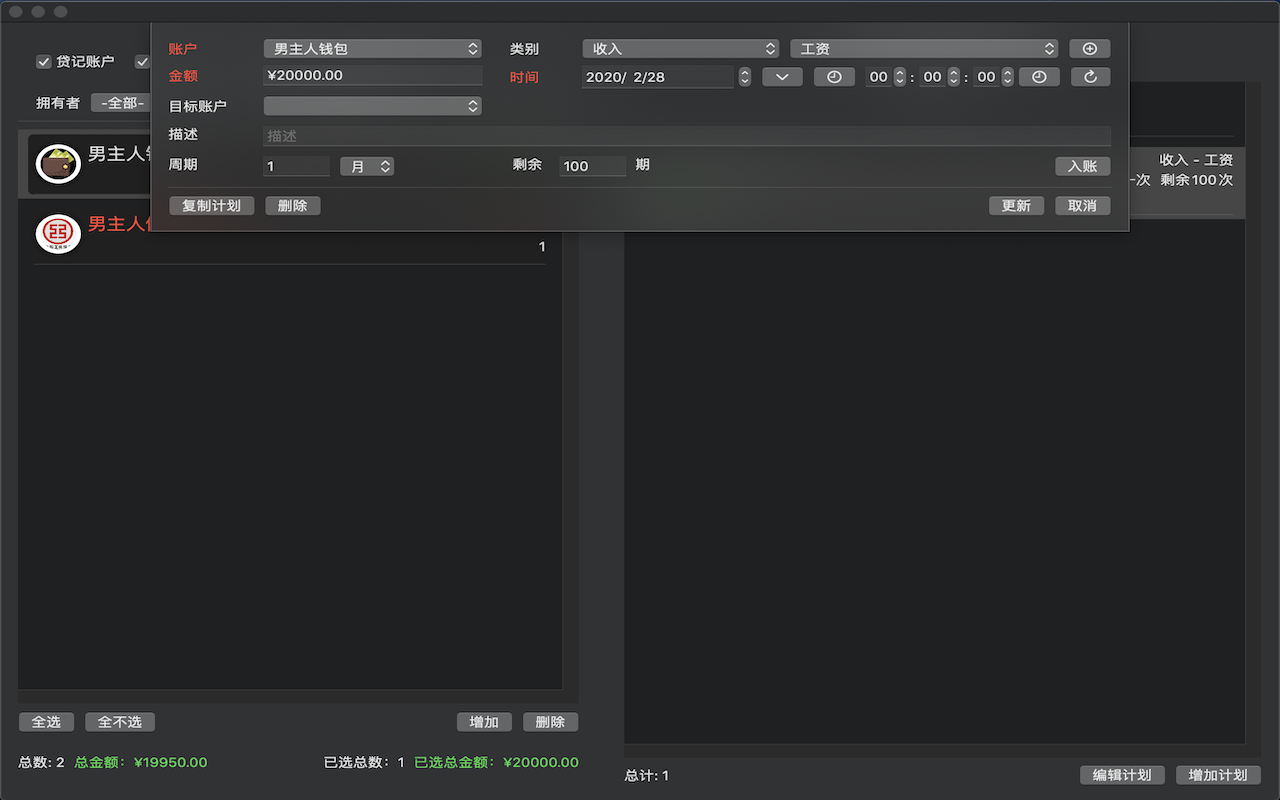 账户 男主人钱包 类别 收入 工资
金额 ¥20000.00 时间 2020/ 2/28 00 : 00 : 00
目标账户
描述 描述
周期 1 月 剩余 100 期 入账
复制计划 删除 更新 取消
贷记账户
拥有者 -全部-
男主人
男主人
1
收入 - 工资
-次 剩余100次
全选 全不选 增加 删除
总数: 2 总金额: ¥19950.00 已选总数: 1 已选总金额: ¥20000.00
总计: 1 编辑计划 增加计划